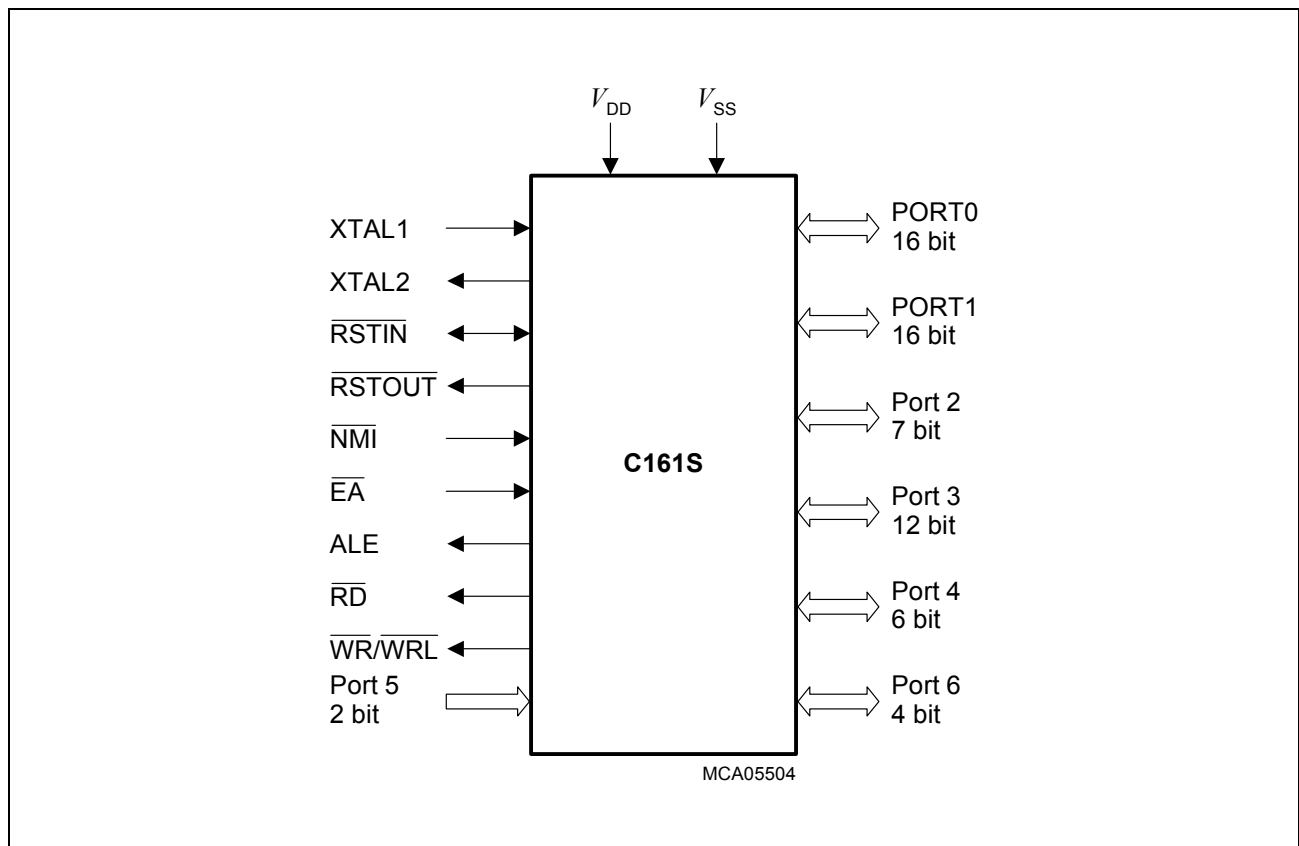 VDD
VSS
XTAL1
XTAL2
RSTIN
RSTOUT
NMI
EA
ALE
RD
WR/WRL
Port 5
2 bit
C161S
PORT0
16 bit
PORT1
16 bit
Port 2
7 bit
Port 3
12 bit
Port 4
6 bit
Port 6
4 bit
MCA05504